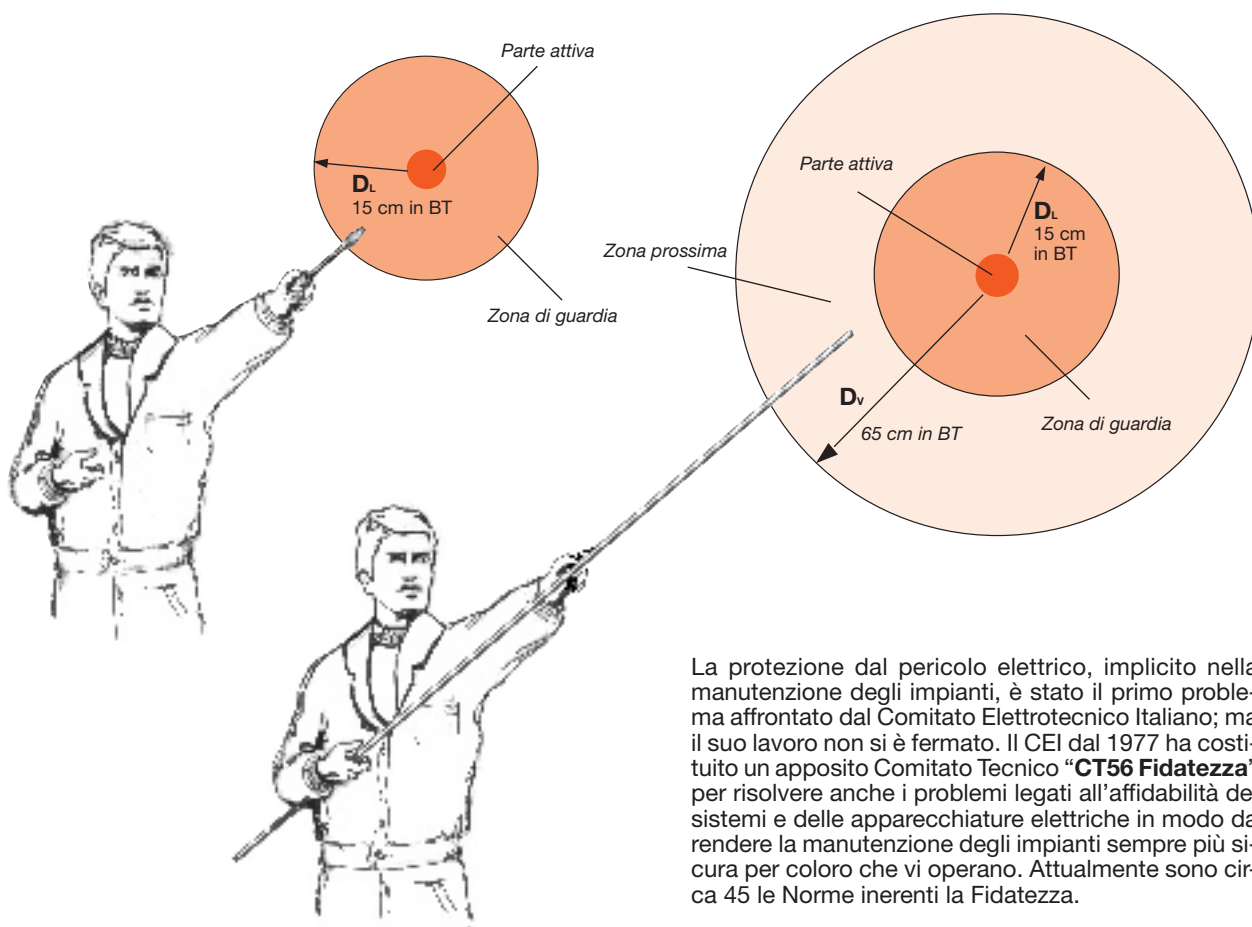 Parte attiva
DL
15 cm in BT
Zona di guardia
Parte attiva
DL
15 cm
in BT
Zona prossima
Dv
65 cm in BT
Zona di guardia
La protezione dal pericolo elettrico, implicito nella
manutenzione degli impianti, è stato il primo proble-
ma affrontato dal Comitato Elettrotecnico Italiano; ma
il suo lavoro non si è fermato. Il CEI dal 1977 ha costi-
tuito un apposito Comitato Tecnico “CT56 Fidatezza”
per risolvere anche i problemi legati all’affidabilità de
sistemi e delle apparecchiature elettriche in modo da
rendere la manutenzione degli impianti sempre più si-
cura per coloro che vi operano. Attualmente sono cir-
ca 45 le Norme inerenti la Fidatezza.